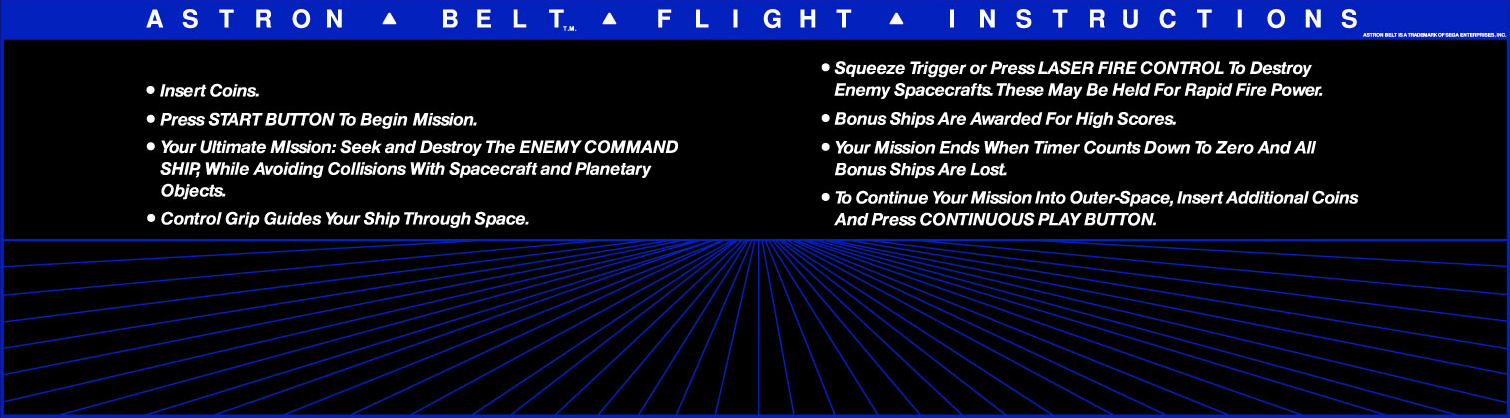 ASTRON ▲ BELT T.M. ▲ FLIGHT ▲ INSTRUCTIONS
ASTRON BELT IS A TRADEMARK OF SEGA ENTERPRISES, INC.
• Insert Coins.
• Press START BUTTON To Begin Mission.
• Your Ultimate MIssion: Seek and Destroy The ENEMY COMMAND
SHIP, While Avoiding Collisions With Spacecraft and Planetary
Objects.
• Control Grip Guides Your Ship Through Space.
• Squeeze Trigger or Press LASER FIRE CONTROL To Destroy
Enemy Spacecrafts. These May Be Held For Rapid Fire Power.
• Bonus Ships Are Awarded For High Scores.
• Your Mission Ends When Timer Counts Down To Zero And All
Bonus Ships Are Lost.
• To Continue Your Mission Into Outer-Space, Insert Additional Coins
And Press CONTINUOUS PLAY BUTTON.